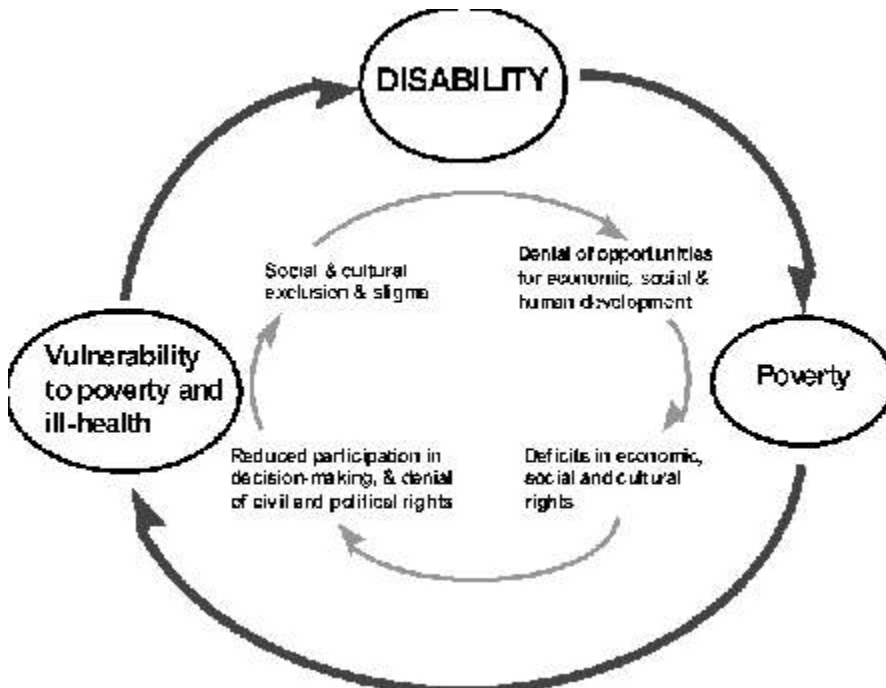 DISABILITY
Social & cultural
exclusion & stigma
Denial of opportunities
for economic, social &
human development
Vulnerability
to poverty and
ill-health
Poverty
Reduced participation in
decision-making, & denial
of civil and political rights
Deficits in economic,
social and cultural
rights